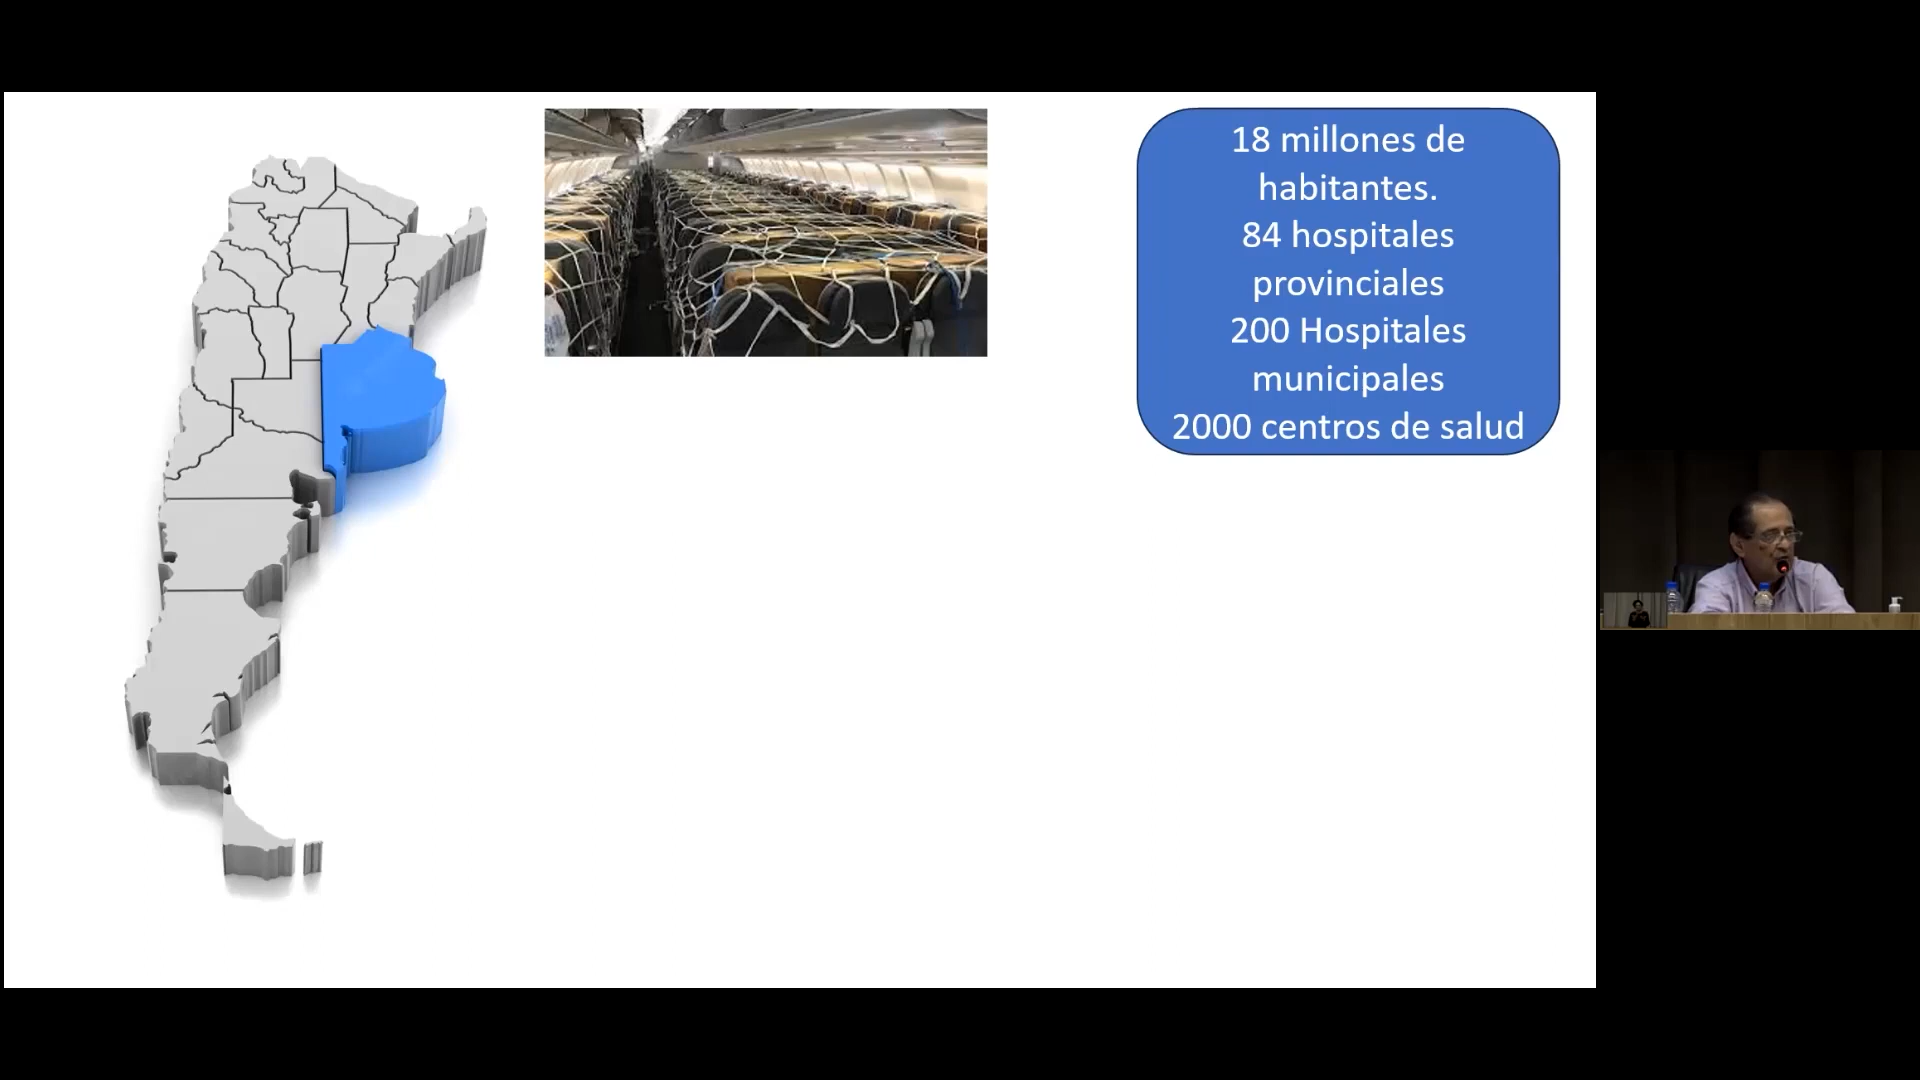 18 millones de
habitantes.
84 hospitales
provinciales
200 Hospitales
municipales
2000 centros de salud